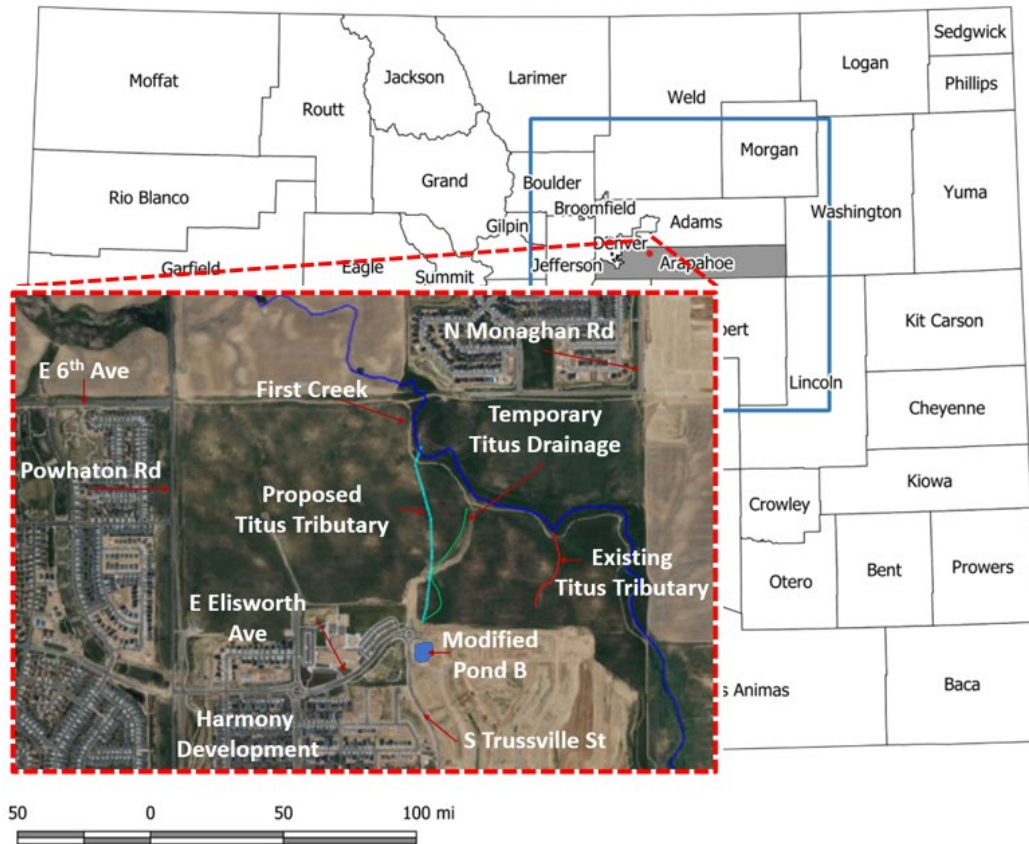 Sedgwick
Moffat
Jackson
Larimer
Logan
Phillips
Routt
Weld
Morgan
Rio Blanco
Grand
Boulder
Broomfield
Washington
Yuma
Gilpin
Adams
Denver
Garfield
Eagle
Summit
Jefferson
Arapahoe
N Monaghan Rd
E 6th Ave
First Creek
Temporary
Titus Drainage
Powhaton Rd
Proposed
Titus Tributary
Existing
Titus Tributary
E Elisworth
Ave
Modified
Pond B
Harmony
Development
S Trussville St
bert
Kit Carson
Lincoln
Cheyenne
Kiowa
Crowley
Otero
Bent
Prowers
s Animas
Baca
50 0 50 100 mi